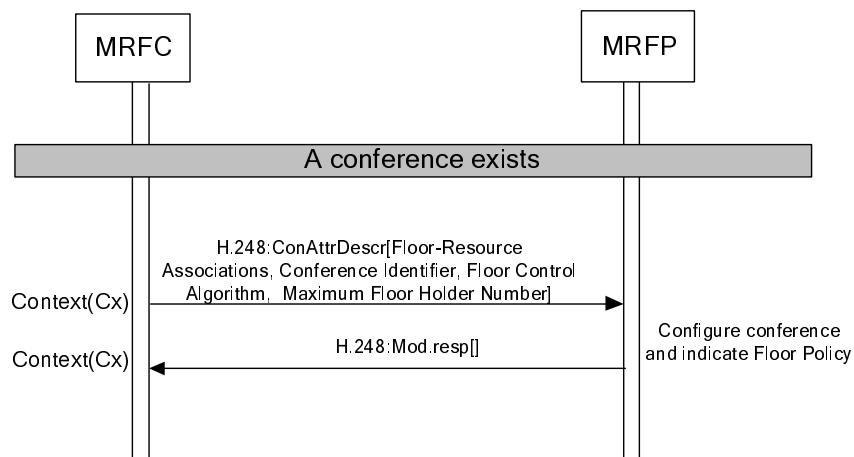 MRFC
MRFP
A conference exists
H.248:ConAttrDescr[Floor-Resource
Associations, Conference Identifier, Floor Control
Algorithm, Maximum Floor Holder Number]
Context(Cx)
Configure conference
and indicate Floor Policy
H.248:Mod.resp[]
Context(Cx)